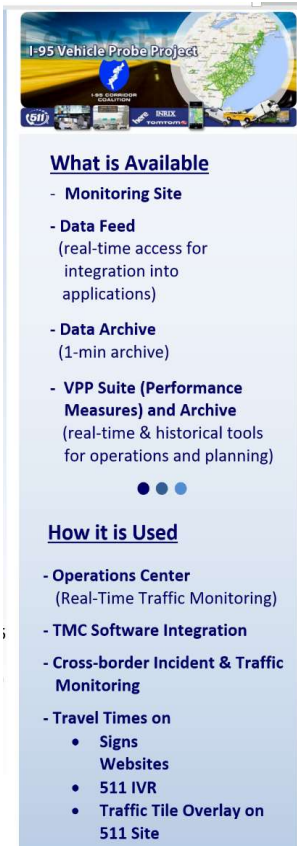 I-95 Vehicle Probe Project
I-95 CORRIDOR
COALITION
511
here
INRIX
TOMTOM
What is Available
- Monitoring Site
- Data Feed
(real-time access for
integration into
applications)
- Data Archive
(1-min archive)
- VPP Suite (Performance
Measures) and Archive
(real-time & historical tools
for operations and planning)
How it is Used
- Operations Center
(Real-Time Traffic Monitoring)
- TMC Software Integration
- Cross-border Incident & Traffic
Monitoring
- Travel Times on
• Signs
Websites
• 511 IVR
• Traffic Tile Overlay on
511 Site